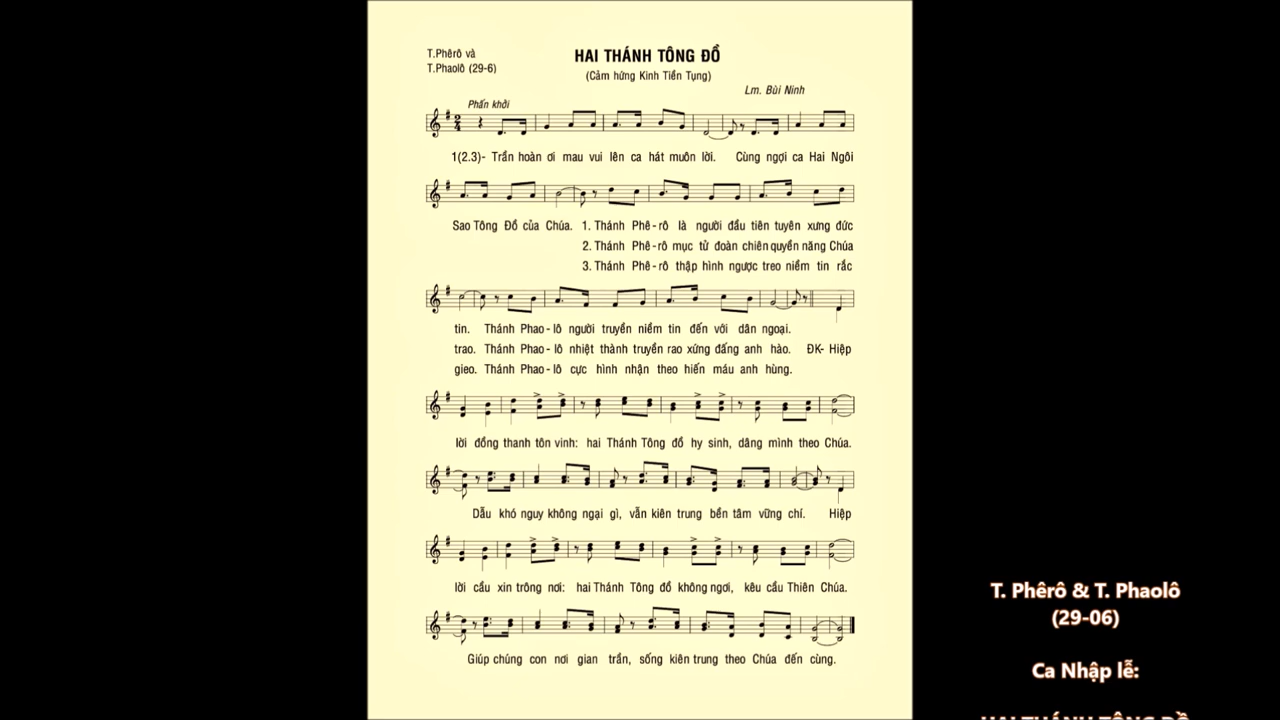 T.Phêrô và
T.Phaolô (29-6)
HAI THÁNH TÔNG ĐỒ
(Cảm hứng Kinh Tiền Tụng)
Lm. Bùi Ninh
Phấn khởi
1(2.3)- Trần hoàn ơi mau vui lên ca hát muôn lời. Cùng ngợi ca Hai Ngôi
Sao Tông Đồ của Chúa. 1. Thánh Phê-rô là người đầu tiên tuyên xưng đức
2. Thánh Phê-rô mục tử đoàn chiên quyền năng Chúa
3. Thánh Phê-rô thập hình ngược treo niềm tin rắc
tin. Thánh Phao-lô người truyền niềm tin đến với dân ngoại.
trao. Thánh Phao-lô nhiệt thành truyền rao xứng đấng anh hào. ĐK- Hiệp
gieo. Thánh Phao-lô cực hình nhận theo hiến máu anh hùng.
lời đồng thanh tôn vinh: hai Thánh Tông đồ hy sinh, dâng mình theo Chúa.
Dẫu khó nguy không ngại gì, vẫn kiên trung bền tâm vững chí. Hiệp
lời cầu xin trông nơi: hai Thánh Tông đồ không ngơi, kêu cầu Thiên Chúa.
Giúp chúng con nơi gian trần, sống kiên trung theo Chúa đến cùng.
T. Phêrô & T. Phaolô
(29-06)
Ca Nhập lễ:
HAI THÁNH TÔNG ĐỒ